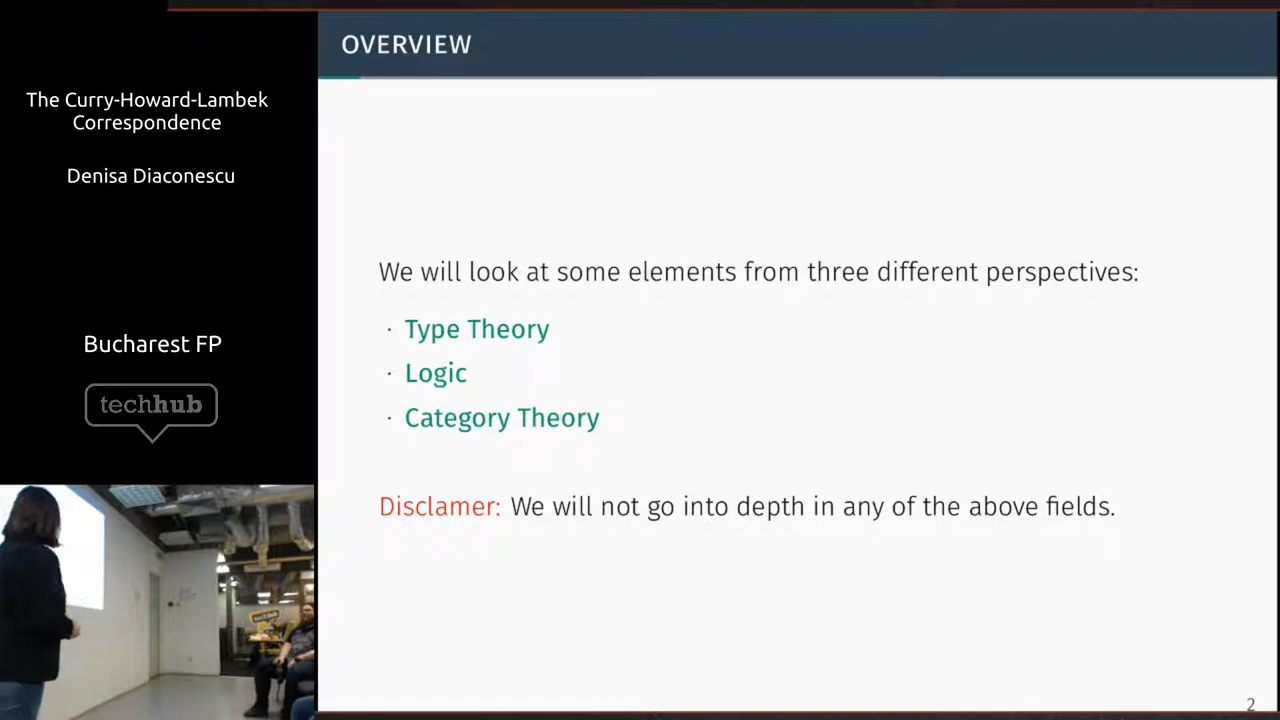 The Curry-Howard-Lambek
Correspondence
Denisa Diaconescu
Bucharest FP
techhub
OVERVIEW
We will look at some elements from three different perspectives:
· Type Theory
· Logic
· Category Theory
Disclamer: We will not go into depth in any of the above fields.
2